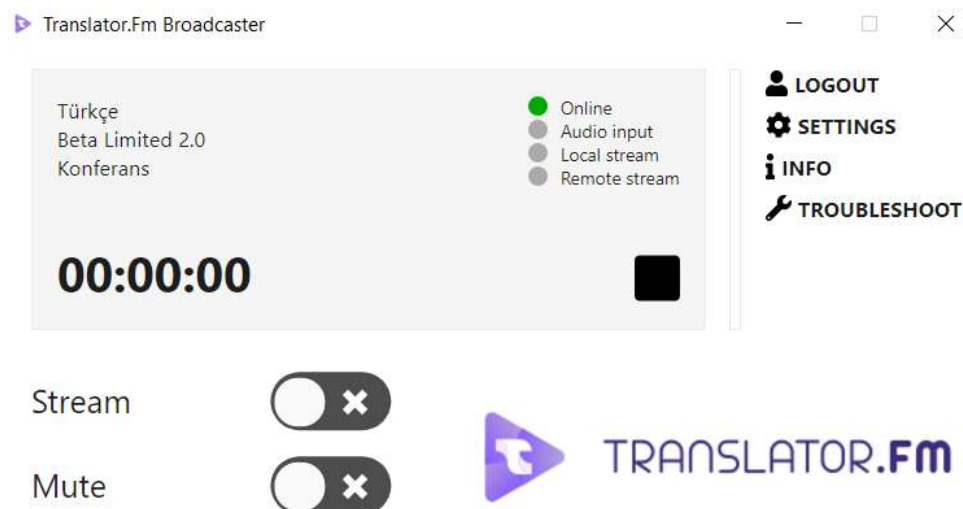 Translator.Fm Broadcaster
Türkçe
Beta Limited 2.0
Konferans
Online
Audio input
Local stream
Remote stream
00:00:00
LOGOUT
SETTINGS
INFO
TROUBLESHOOT
Stream
Mute
TRANSLATOR.FM